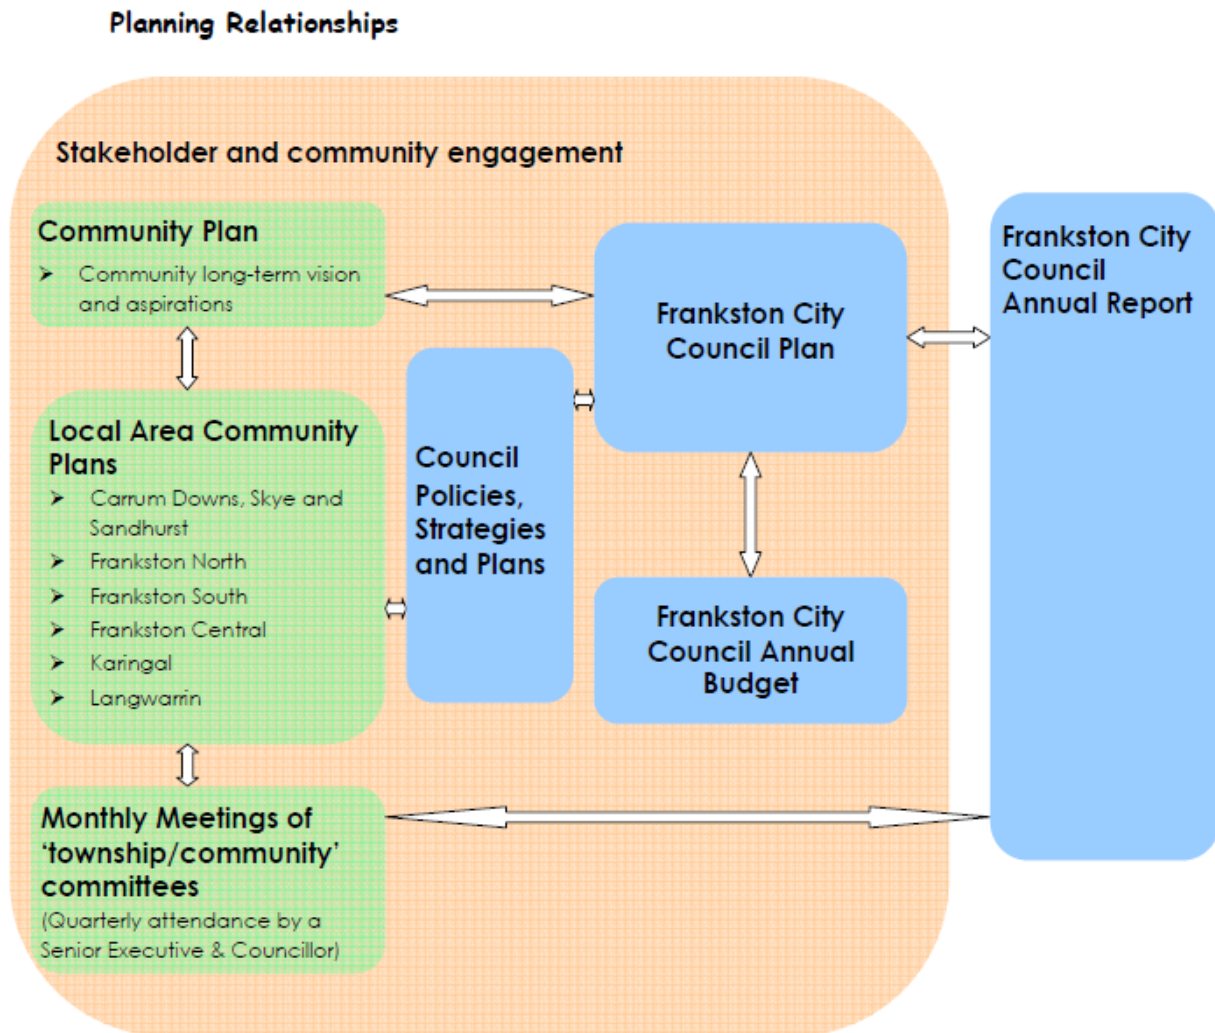 Planning Relationships
Stakeholder and community engagement
Community Plan
➤ Community long-term vision
and aspirations
Local Area Community
Plans
➤ Carrum Downs, Skye and
Sandhurst
➤ Frankston North
➤ Frankston South
➤ Frankston Central
➤ Karingal
➤ Langwarrin
Monthly Meetings of
‘township/community’
committees
(Quarterly attendance by a
Senior Executive & Councillor)
Council
Policies,
Strategies
and Plans
Frankston City
Council Plan
Frankston City
Council Annual
Budget
Frankston City
Council
Annual Report